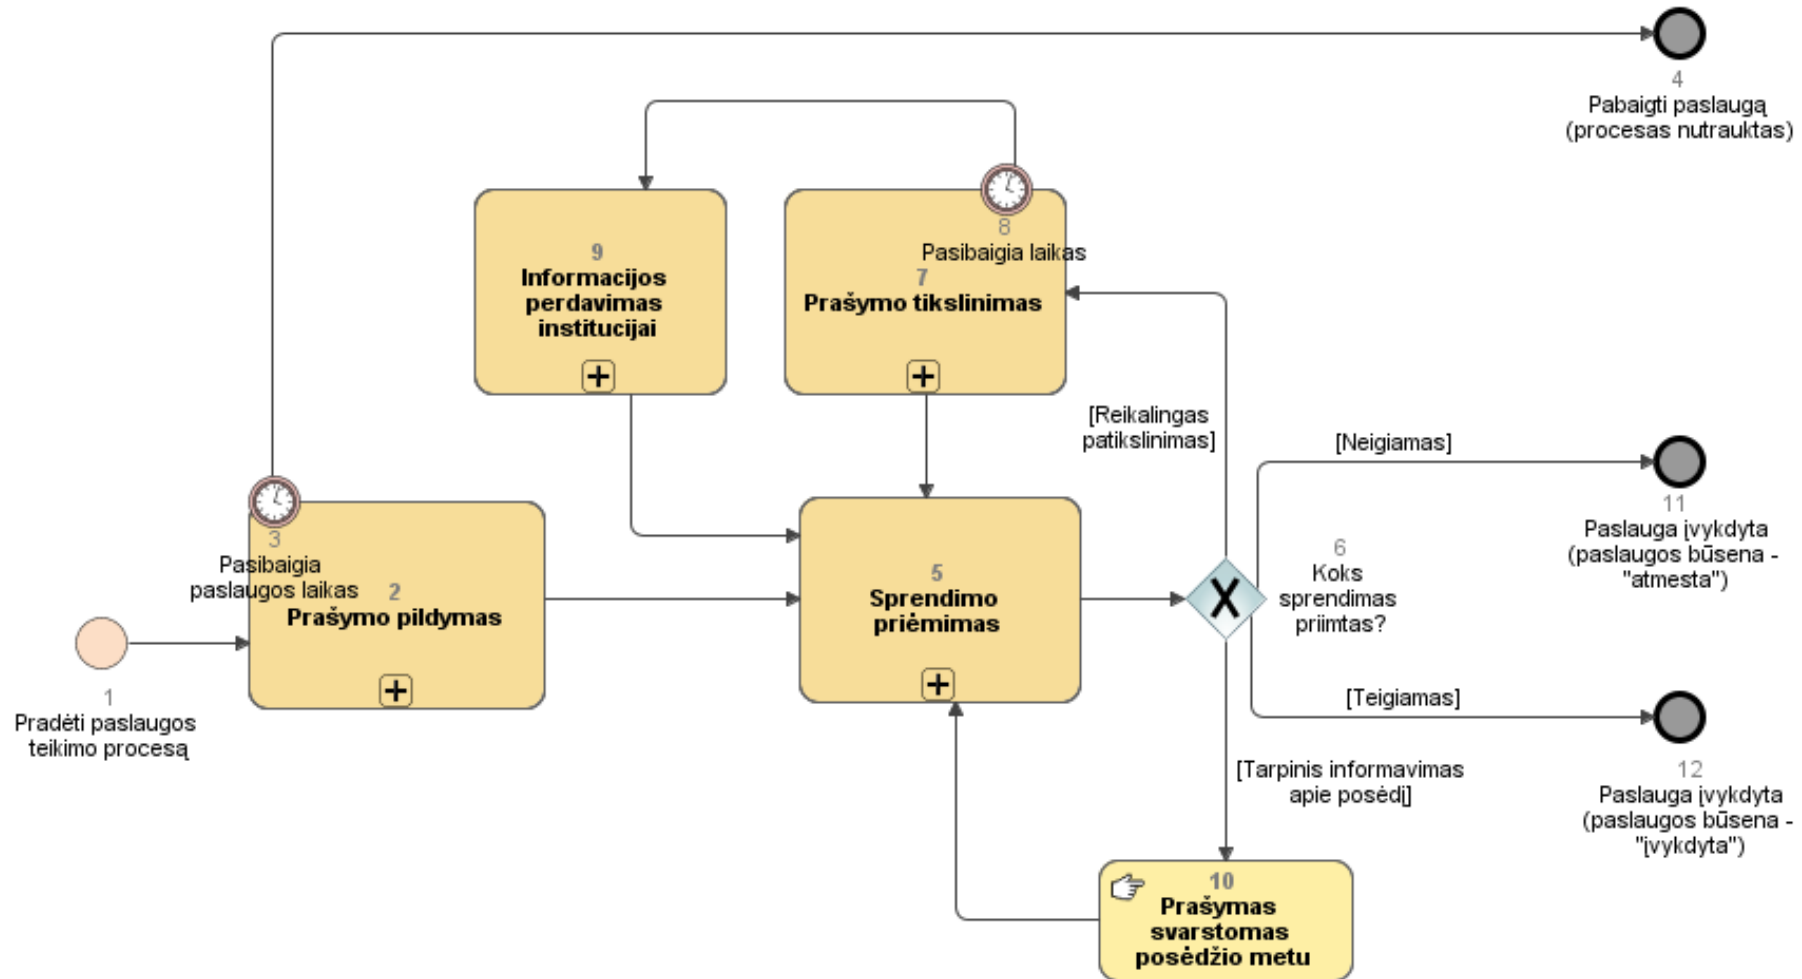 4
Pabaigti paslaugą
(procesas nutrauktas)
9
Informacijos
perdavimas
institucijai
8
Pasibaigia laikas
7
Prašymo tikslinimas
[Reikalingas
patikslinimas]
[Neigiamas]
11
Paslauga įvykdyta
(paslaugos būsena -
"atmesta")
3
Pasibaigia
paslaugos laikas
2
Prašymo pildymas
5
Sprendimo
priėmimas
6
Koks
sprendimas
priimtas?
1
Pradėti paslaugos
teikimo procesą
[Teigiamas]
12
Paslauga įvykdyta
(paslaugos būsena -
"įvykdyta")
[Tarpinis informavimas
apie posėdį]
10
Prašymas
svarstomas
posėdžio metu